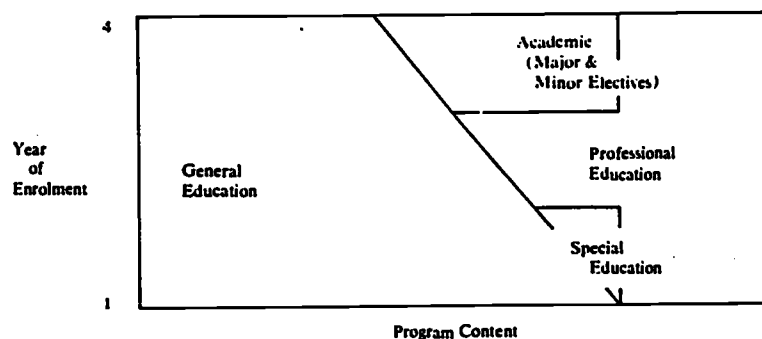 4
Academic
(Major &
Minor Electives)
Year
of
Enrolment
General
Education
Professional
Education
Special
Education
1
Program Content